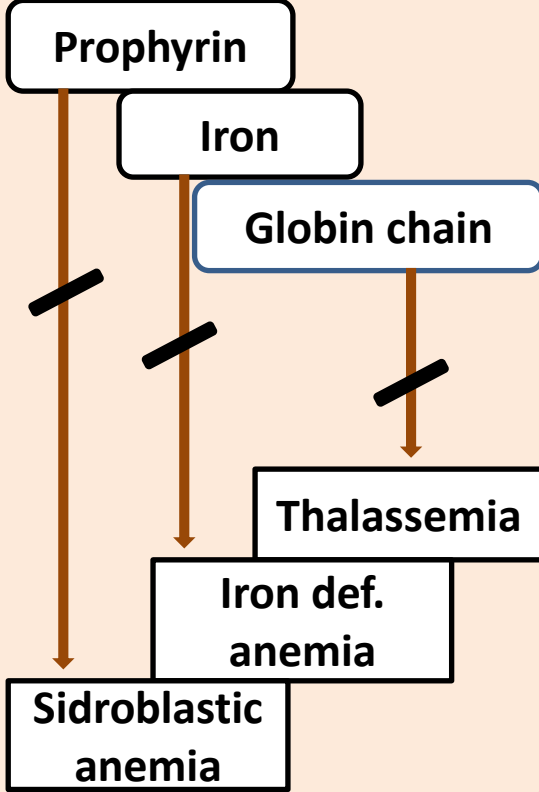 Prophyrin
Iron
Globin chain
Thalassemia
Iron def.
anemia
Sidroblastic
anemia